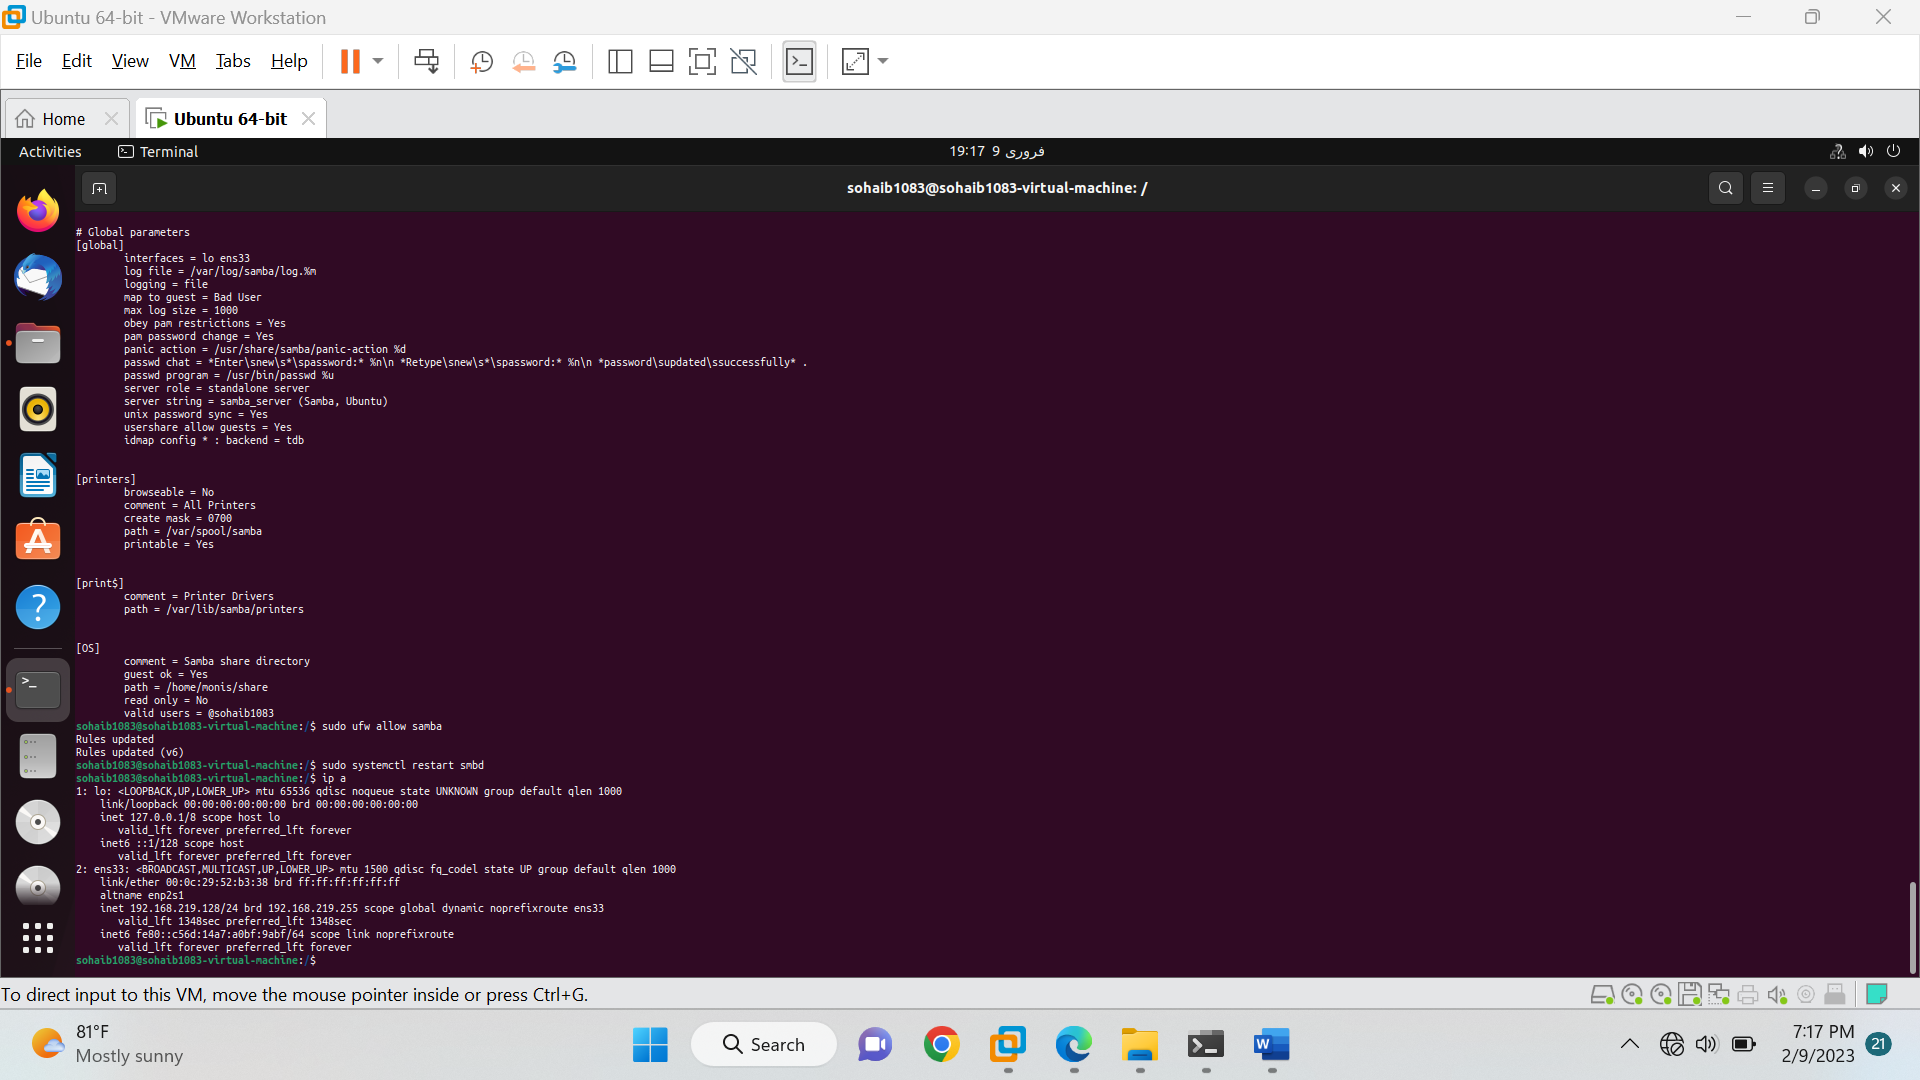 Ubuntu 64-bit - VMware Workstation
File Edit View VM Tabs Help
Home
Ubuntu 64-bit
Activities Terminal 19:17 9 فروری
sohaib1083@sohaib1083-virtual-machine: /
# Global parameters
[global]
interfaces = lo ens33
log file = /var/log/samba/log.%m
logging = file
map to guest = Bad User
max log size = 1000
obey pam restrictions = Yes
pam password change = Yes
panic action = /usr/share/samba/panic-action %d
passwd chat = *Enter\snew\s*\spassword:* %n\n *Retype\snew\s*\spassword:* %n\n *password\supdated\ssuccessfully* .
passwd program = /usr/bin/passwd %u
server role = standalone server
server string = samba_server (Samba, Ubuntu)
unix password sync = Yes
usershare allow guests = Yes
idmap config * : backend = tdb
[printers]
browseable = No
comment = All Printers
create mask = 0700
path = /var/spool/samba
printable = Yes
[print$]
comment = Printer Drivers
path = /var/lib/samba/printers
[OS]
comment = Samba share directory
guest ok = Yes
path = /home/monis/share
read only = No
valid users = @sohaib1083
sohaib1083@sohaib1083-virtual-machine:/$ sudo ufw allow samba
Rules updated
Rules updated (v6)
sohaib1083@sohaib1083-virtual-machine:/$ sudo systemctl restart smbd
sohaib1083@sohaib1083-virtual-machine:/$ ip a
1: lo: <LOOPBACK,UP,LOWER_UP> mtu 65536 qdisc noqueue state UNKNOWN group default qlen 1000
link/loopback 00:00:00:00:00:00 brd 00:00:00:00:00:00
inet 127.0.0.1/8 scope host lo
valid_lft forever preferred_lft forever
inet6 ::1/128 scope host
valid_lft forever preferred_lft forever
2: ens33: <BROADCAST,MULTICAST,UP,LOWER_UP> mtu 1500 qdisc fq_codel state UP group default qlen 1000
link/ether 00:0c:29:52:b3:38 brd ff:ff:ff:ff:ff:ff
altname enp2s1
inet 192.168.219.128/24 brd 192.168.219.255 scope global dynamic noprefixroute ens33
valid_lft 1348sec preferred_lft 1348sec
inet6 fe80::c56d:14a7:a0bf:9abf/64 scope link noprefixroute
valid_lft forever preferred_lft forever
sohaib1083@sohaib1083-virtual-machine:/$
To direct input to this VM, move the mouse pointer inside or press Ctrl+G.
81°F
Mostly sunny
Search
7:17 PM
2/9/2023
21